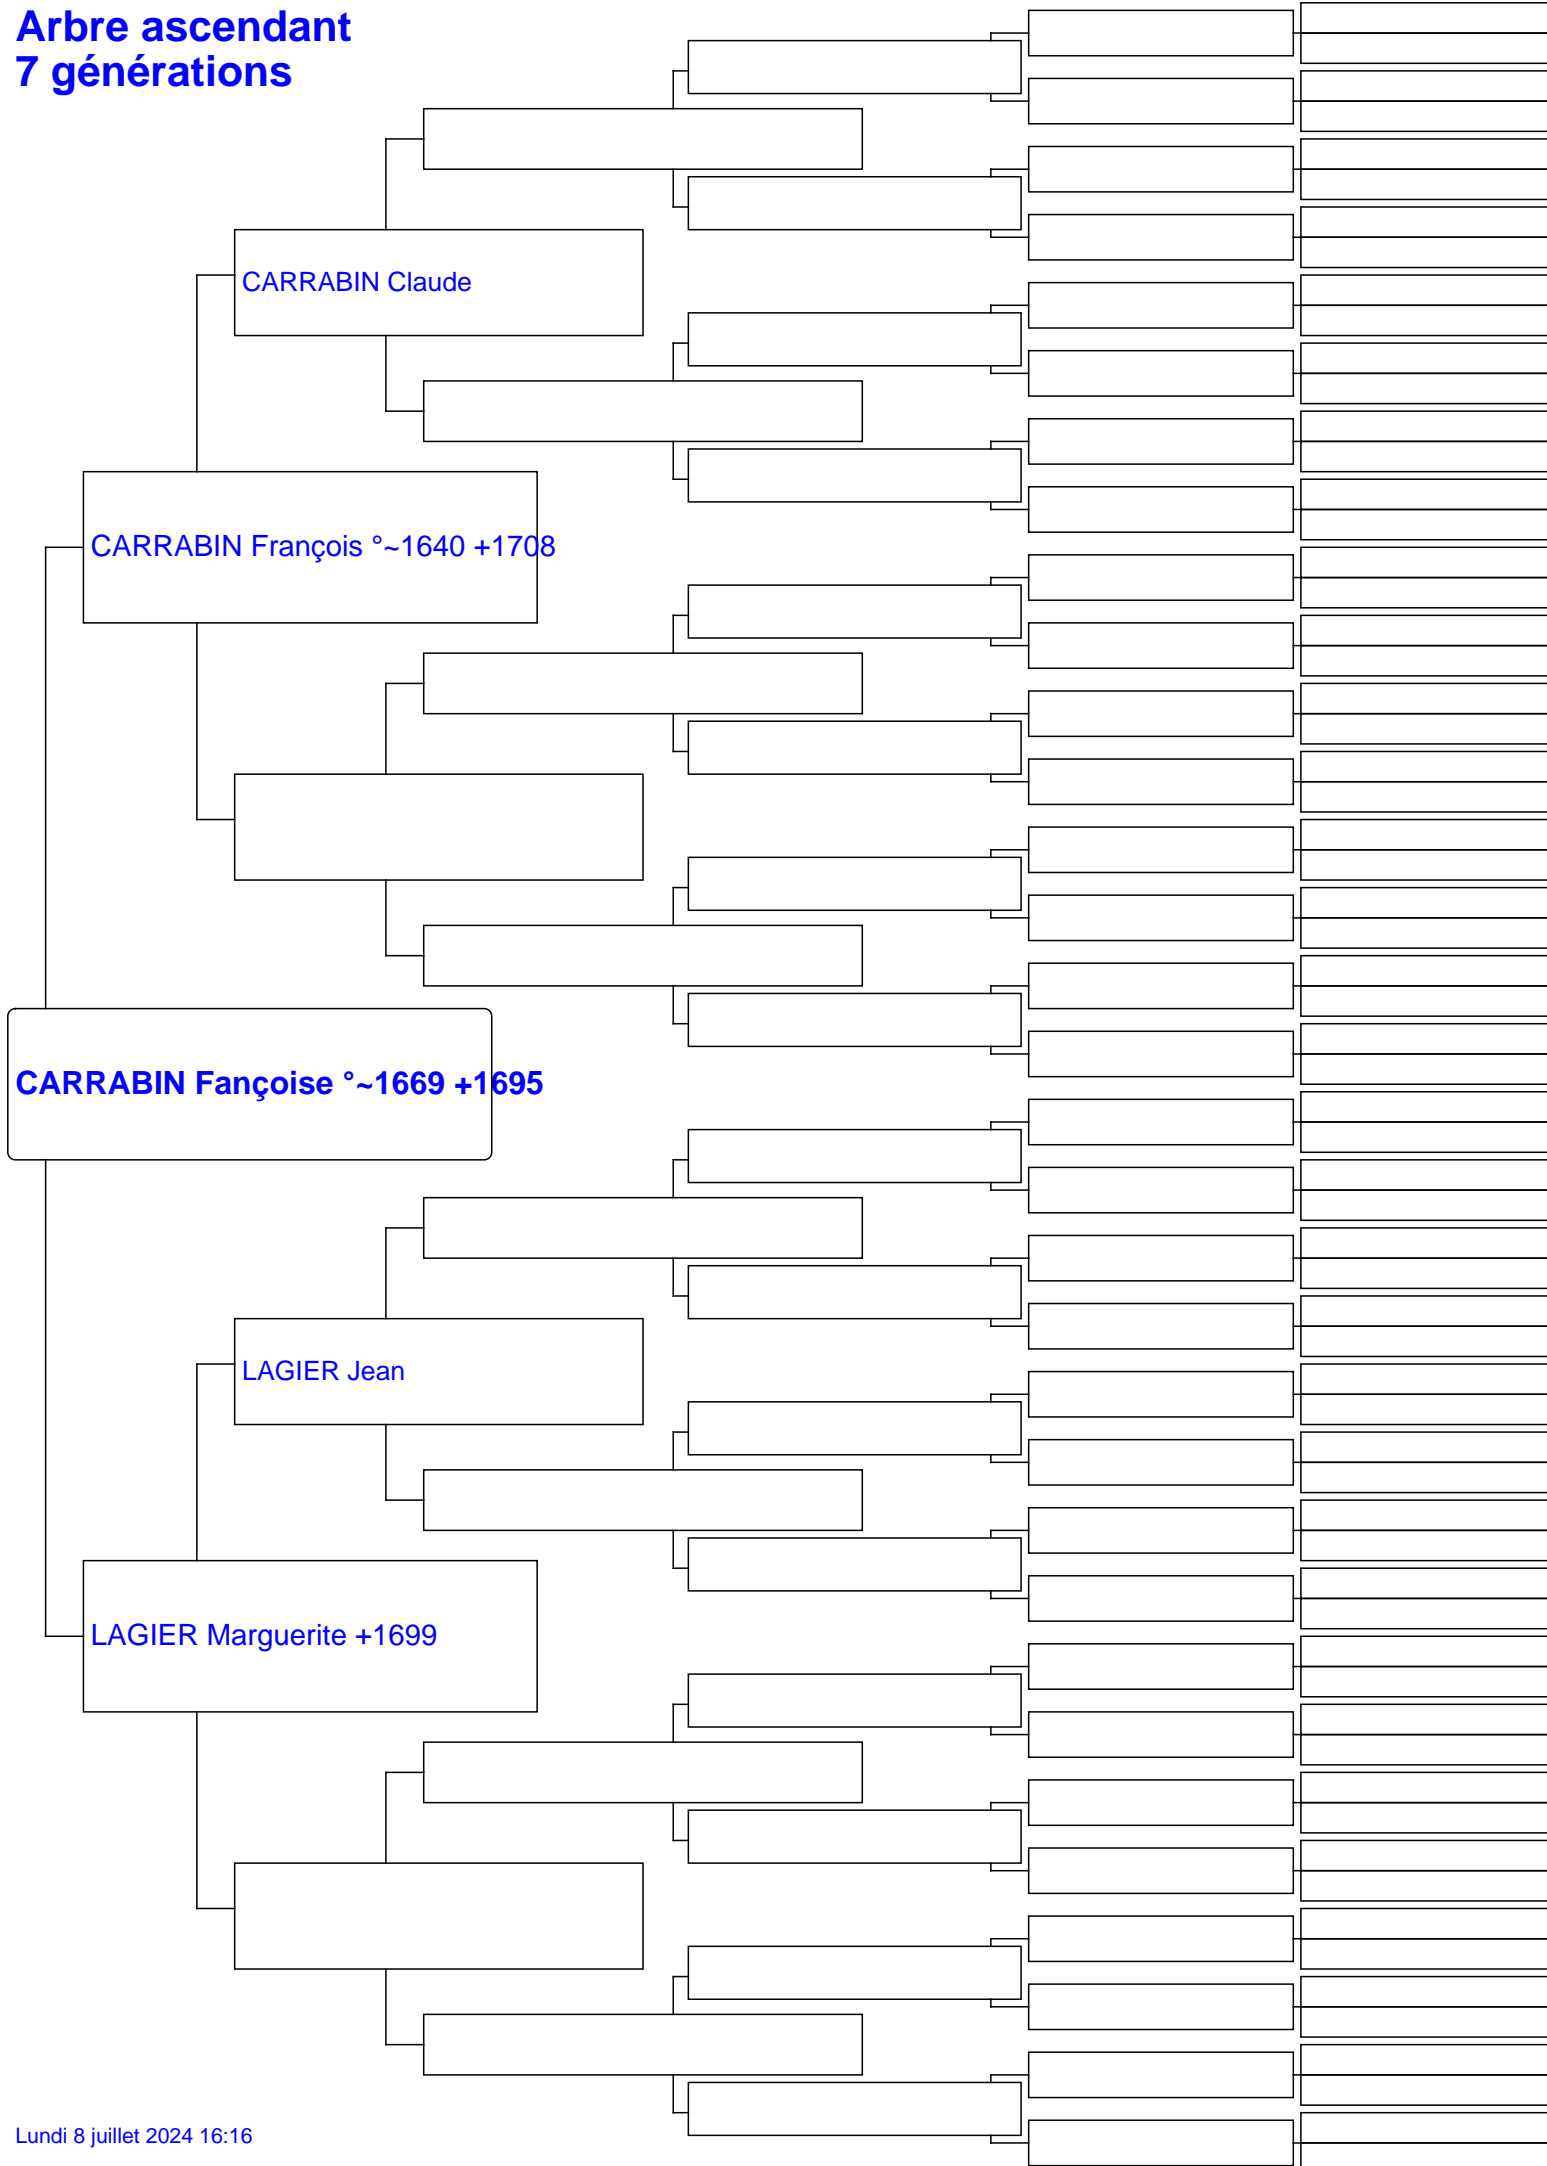 Arbre ascendant
7 générations
CARRABIN Claude
CARRABIN François °~1640 +1708
CARRABIN Fançoise °~1669 +1695
LAGIER Jean
LAGIER Marguerite +1699
Lundi 8 juillet 2024 16:16